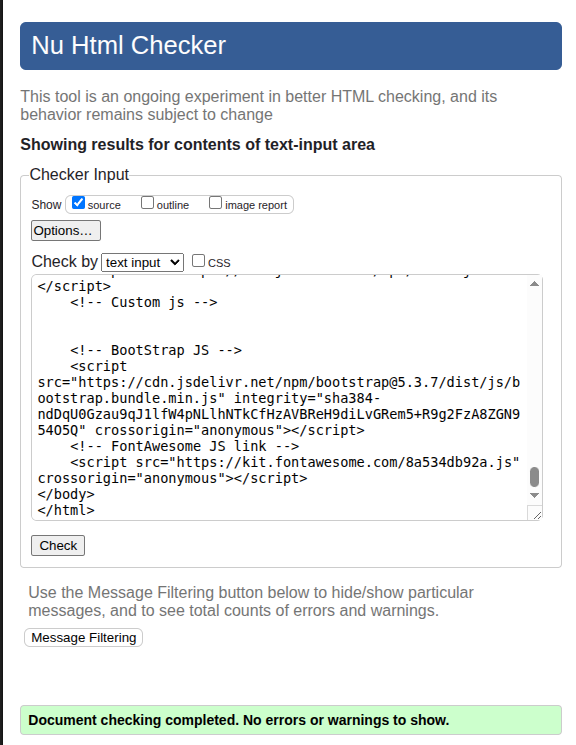 Nu Html Checker
This tool is an ongoing experiment in better HTML checking, and its
behavior remains subject to change
Showing results for contents of text-input area
Checker Input
Show source outline image report
Options...
Check by text input CSS
</script>
<!-- Custom js -->
<!-- BootStrap JS -->
<script
src="https://cdn.jsdelivr.net/npm/bootstrap@5.3.7/dist/js/b
ootstrap.bundle.min.js" integrity="sha384-
ndDqU0Gzau9qJ1lfW4pNLlhNTkCfHzAVBReH9diLvGRem5+R9g2FzA8ZGN9
54O5Q" crossorigin="anonymous"></script>
<!-- FontAwesome JS link -->
<script src="https://kit.fontawesome.com/8a534db92a.js"
crossorigin="anonymous"></script>
</body>
</html>
Check
Use the Message Filtering button below to hide/show particular
messages, and to see total counts of errors and warnings.
Message Filtering
Document checking completed. No errors or warnings to show.